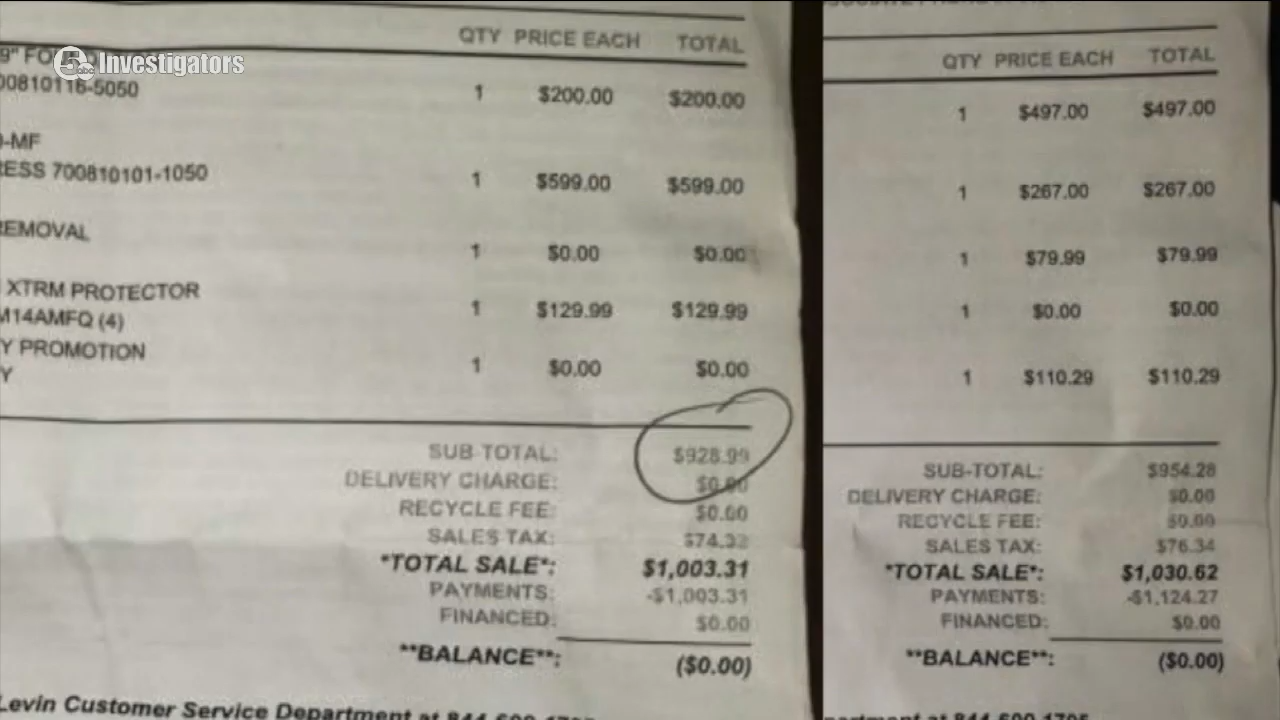 5 abc Investigators
QTY PRICE EACH TOTAL
9"
00810116-5050
1 $200.00 $200.00
-MF
RESS 700810101-1050
1 $599.00 $599.00
REMOVAL
1 $0.00 $0.00
XTRM PROTECTOR
M14AMFQ (4)
1 $129.99 $129.99
Y PROMOTION
Y
1 $0.00 $0.00
SUB-TOTAL: $928.99
DELIVERY CHARGE: $0.00
RECYCLE FEE: $0.00
SALES TAX: $74.32
*TOTAL SALE*: $1,003.31
PAYMENTS: -$1,003.31
FINANCED: $0.00
**BALANCE**: ($0.00)
Levin Customer Service Department at
QTY PRICE EACH TOTAL
1 $497.00 $497.00
1 $267.00 $267.00
1 $79.99 $79.99
1 $0.00 $0.00
1 $110.29 $110.29
SUB-TOTAL: $954.28
DELIVERY CHARGE: $0.00
RECYCLE FEE: $0.00
SALES TAX: $76.34
*TOTAL SALE*: $1,030.62
PAYMENTS: -$1,124.27
FINANCED: $0.00
**BALANCE**: ($0.00)